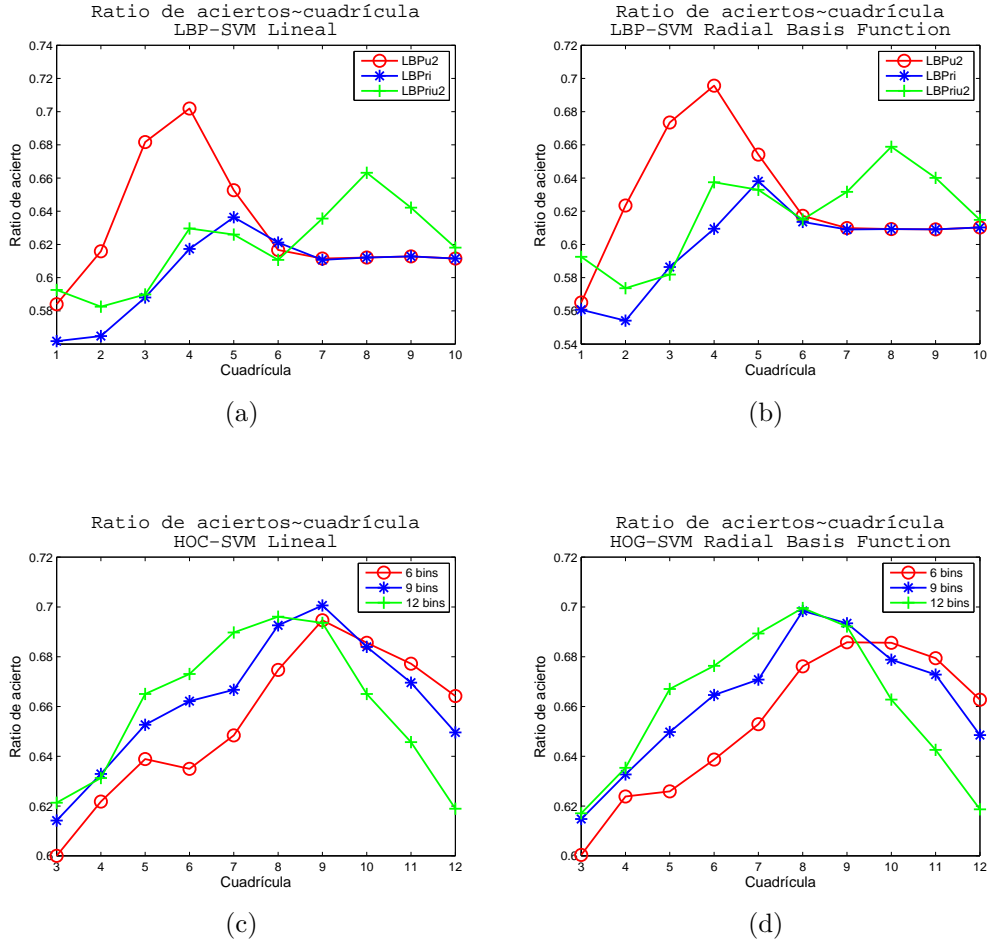 Ratio de aciertos~cuadrícula
LBP-SVM Lineal
0.74
0.72
0.7
0.68
0.66
0.64
0.62
0.6
0.58
Ratio de acierto
LBPu2
LBPri
LBPriu2
1 2 3 4 5 6 7 8 9 10
Cuadrícula
(a)
Ratio de aciertos~cuadrícula
LBP-SVM Radial Basis Function
0.72
0.7
0.68
0.66
0.64
0.62
0.6
0.58
0.56
0.54
Ratio de acierto
LBPu2
LBPri
LBPriu2
1 2 3 4 5 6 7 8 9 10
Cuadrícula
(b)
Ratio de aciertos~cuadrícula
HOC-SVM Lineal
0.72
0.7
0.68
0.66
0.64
0.62
0.6
Ratio de acierto
6 bins
9 bins
12 bins
3 4 5 6 7 8 9 10 11 12
Cuadrícula
(c)
Ratio de aciertos~cuadrícula
HOG-SVM Radial Basis Function
0.72
0.7
0.68
0.66
0.64
0.62
0.6
Ratio de acierto
6 bins
9 bins
12 bins
3 4 5 6 7 8 9 10 11 12
Cuadrícula
(d)